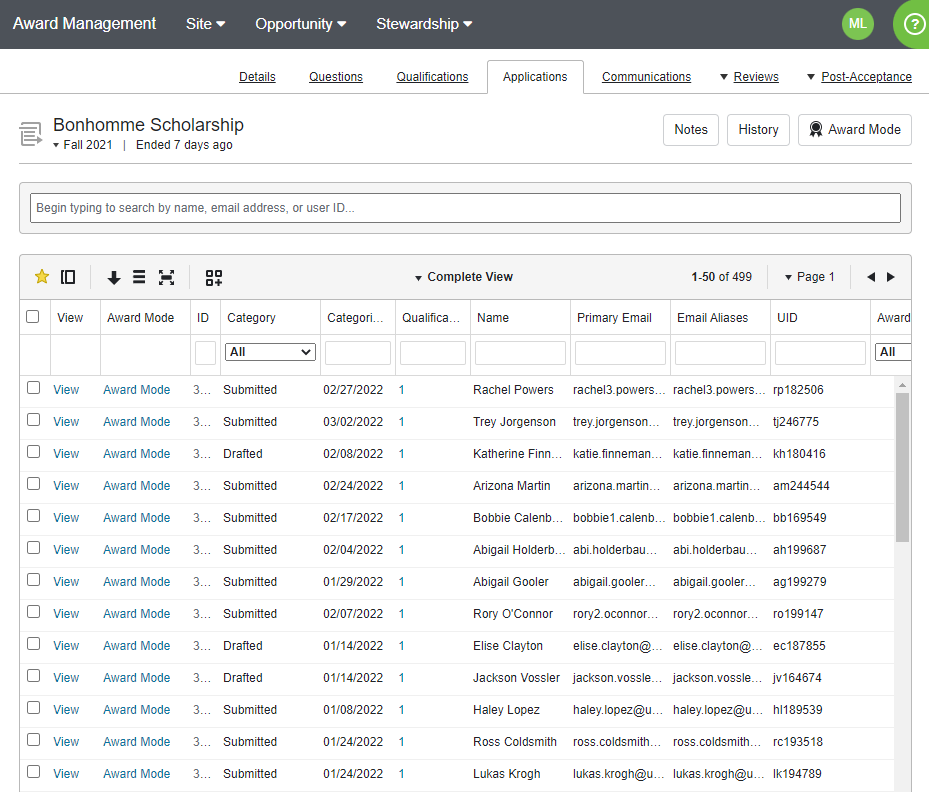 Award Management Site Opportunity Stewardship ML ?
Details Questions Qualifications Applications Communications Reviews Post-Acceptance
Bonhomme Scholarship
Fall 2021 | Ended 7 days ago
Notes History Award Mode
Begin typing to search by name, email address, or user ID...
Complete View 1-50 of 499 Page 1
View Award Mode ID Category Categori... Qualifica... Name Primary Email Email Aliases UID Award
All All
View Award Mode 3... Submitted 02/27/2022 1 Rachel Powers rachel3.powers... rachel3.powers... rp182506
View Award Mode 3... Submitted 03/02/2022 1 Trey Jorgenson trey.jorgenson... trey.jorgenson... tj246775
View Award Mode 3... Drafted 02/08/2022 1 Katherine Finn... katie.finneman... katie.finneman... kh180416
View Award Mode 3... Submitted 02/24/2022 1 Arizona Martin arizona.martin... arizona.martin... am244544
View Award Mode 3... Submitted 02/17/2022 1 Bobbie Calenb... bobbie1.calenb... bobbie1.calenb... bb169549
View Award Mode 3... Submitted 02/04/2022 1 Abigail Holderb... abi.holderbau... abi.holderbau... ah199687
View Award Mode 3... Submitted 01/29/2022 1 Abigail Gooler abigail.gooler... abigail.gooler... ag199279
View Award Mode 3... Submitted 02/07/2022 1 Rory O'Connor rory2.oconnor... rory2.oconnor... ro199147
View Award Mode 3... Drafted 01/14/2022 1 Elise Clayton elise.clayton@... elise.clayton@... ec187855
View Award Mode 3... Drafted 01/14/2022 1 Jackson Vossler jackson.vossle... jackson.vossle... jv164674
View Award Mode 3... Submitted 01/08/2022 1 Haley Lopez haley.lopez@u... haley.lopez@u... hl189539
View Award Mode 3... Submitted 01/24/2022 1 Ross Coldsmith ross.coldsmith... ross.coldsmith... rc193518
View Award Mode 3... Submitted 01/24/2022 1 Lukas Krogh lukas.krogh@u... lukas.krogh@u... lk194789